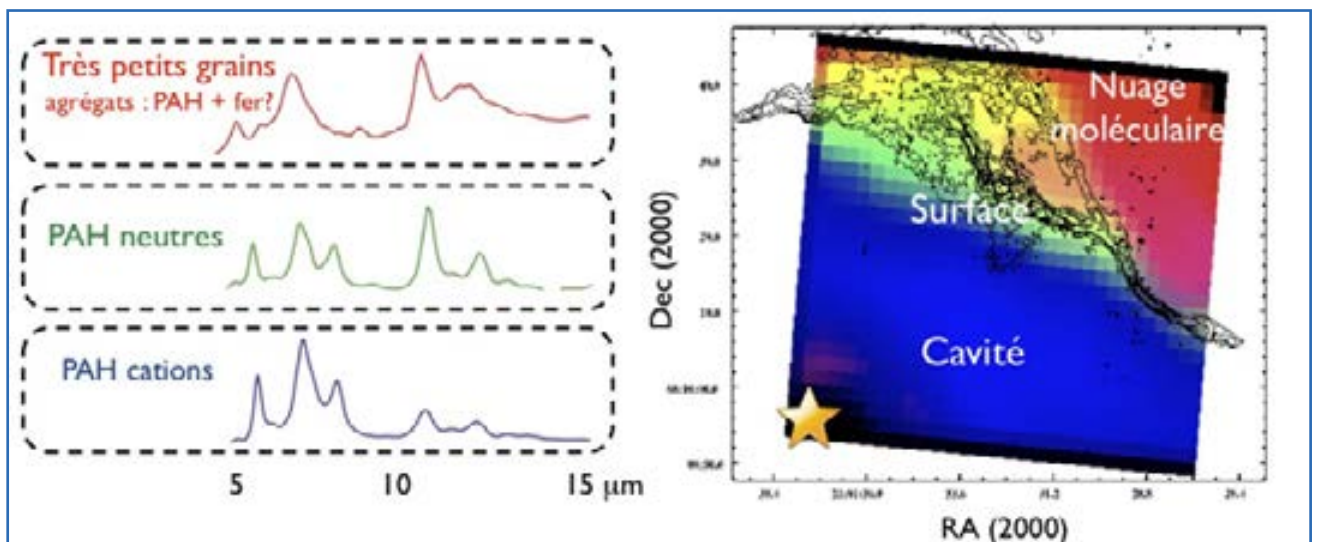 Très petits grains
agrégats : PAH + fer?
PAH neutres
PAH cations
5 10 15 μm
Nuage
moléculaire
Surface
Cavité
Dec (2000)
RA (2000)